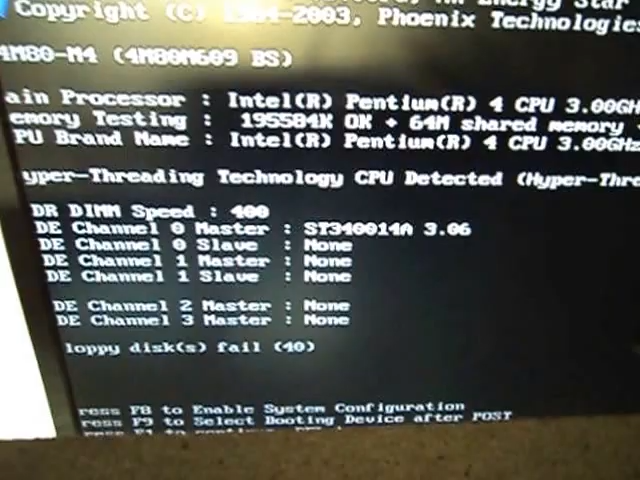 Energy Star
Copyright (C) 1984-2003, Phoenix Technologies
4M80-M4 (4M80M609 BS)
ain Processor : Intel(R) Pentium(R) 4 CPU 3.00GH
emory Testing : 195584K OK + 64M shared memory
PU Brand Name : Intel(R) Pentium(R) 4 CPU 3.00GHz
yper-Threading Technology CPU Detected (Hyper-Thre
DR DIMM Speed : 400
DE Channel 0 Master : ST340014A 3.06
DE Channel 0 Slave : None
DE Channel 1 Master : None
DE Channel 1 Slave : None
DE Channel 2 Master : None
DE Channel 3 Master : None
loppy disk(s) fail (40)
ress F8 to Enable System Configuration
ress F9 to Select Booting Device after POST